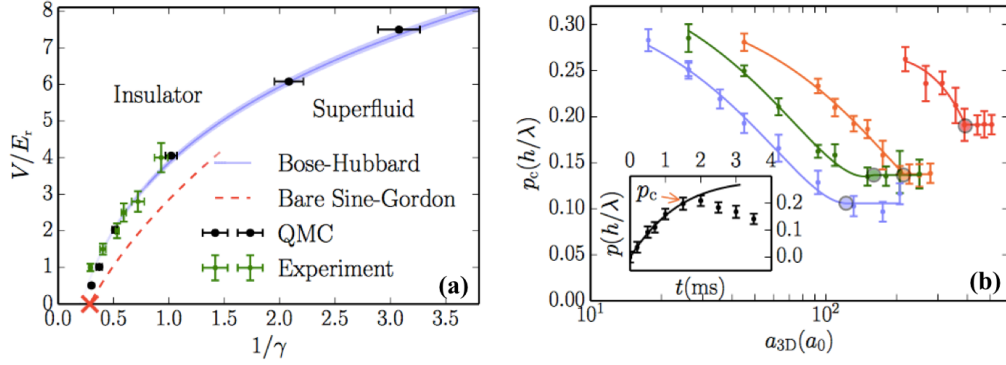 V/E_r
8
7
6
5
4
3
2
1
0
Insulator
Superfluid
Bose-Hubbard
Bare Sine-Gordon
QMC
Experiment
(a)
0.0 0.5 1.0 1.5 2.0 2.5 3.0 3.5
1/γ
p_c(h/λ)
0.30
0.25
0.20
0.15
0.10
0.05
0.00
0 1 2 3 4
p_c
p(h/λ)
0.2
0.1
0.0
t(ms)
(b)
10^1 10^2
a_3D(a_0)